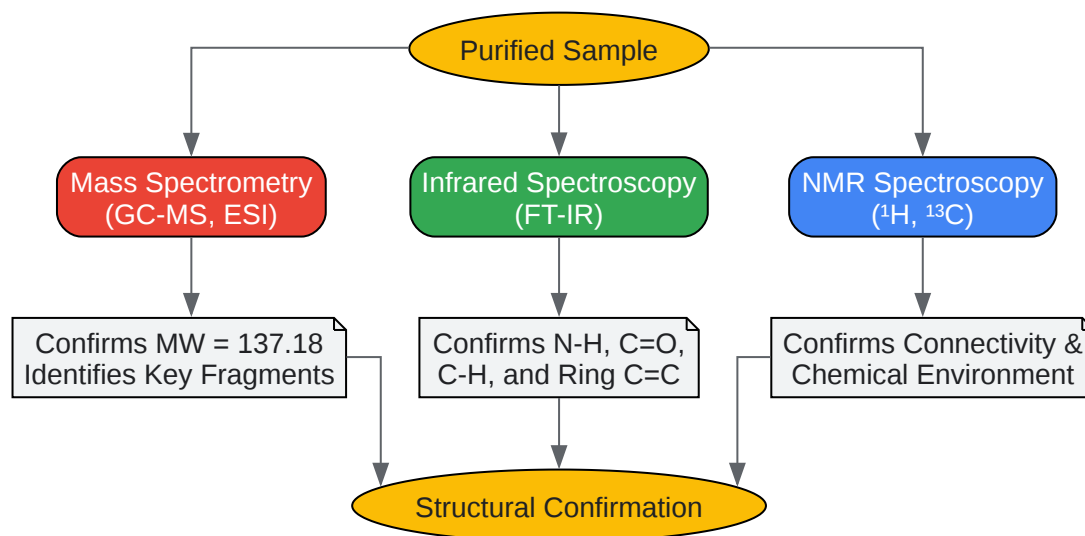 Purified Sample
Mass Spectrometry
(GC-MS, ESI)
Infrared Spectroscopy
(FT-IR)
NMR Spectroscopy
(¹H, ¹³C)
Confirms MW = 137.18
Identifies Key Fragments
Confirms N-H, C=O,
C-H, and Ring C=C
Confirms Connectivity &
Chemical Environment
Structural Confirmation